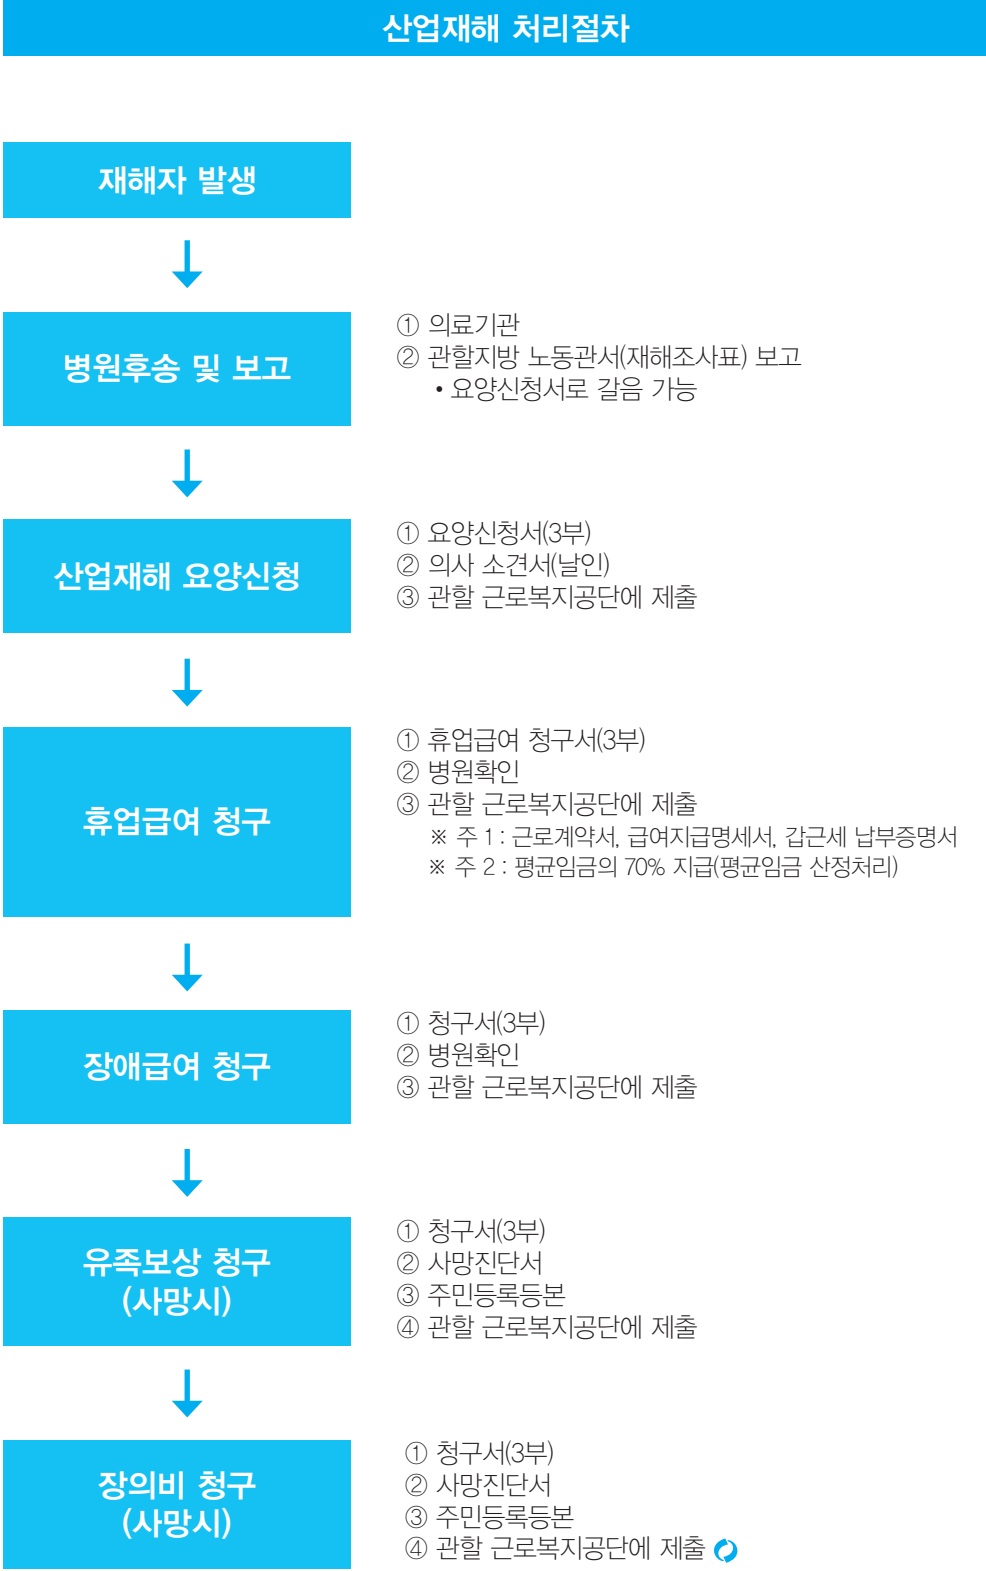 산업재해 처리절차
재해자 발생
병원후송 및 보고
① 의료기관
② 관할지방 노동관서(재해조사표) 보고
• 요양신청서로 갈음 가능
산업재해 요양신청
① 요양신청서(3부)
② 의사 소견서(날인)
③ 관할 근로복지공단에 제출
휴업급여 청구
① 휴업급여 청구서(3부)
② 병원확인
③ 관할 근로복지공단에 제출
※ 주 1 : 근로계약서, 급여지급명세서, 갑근세 납부증명서
※ 주 2 : 평균임금의 70% 지급(평균임금 산정처리)
장애급여 청구
① 청구서(3부)
② 병원확인
③ 관할 근로복지공단에 제출
유족보상 청구
(사망시)
① 청구서(3부)
② 사망진단서
③ 주민등록등본
④ 관할 근로복지공단에 제출
장의비 청구
(사망시)
① 청구서(3부)
② 사망진단서
③ 주민등록등본
④ 관할 근로복지공단에 제출